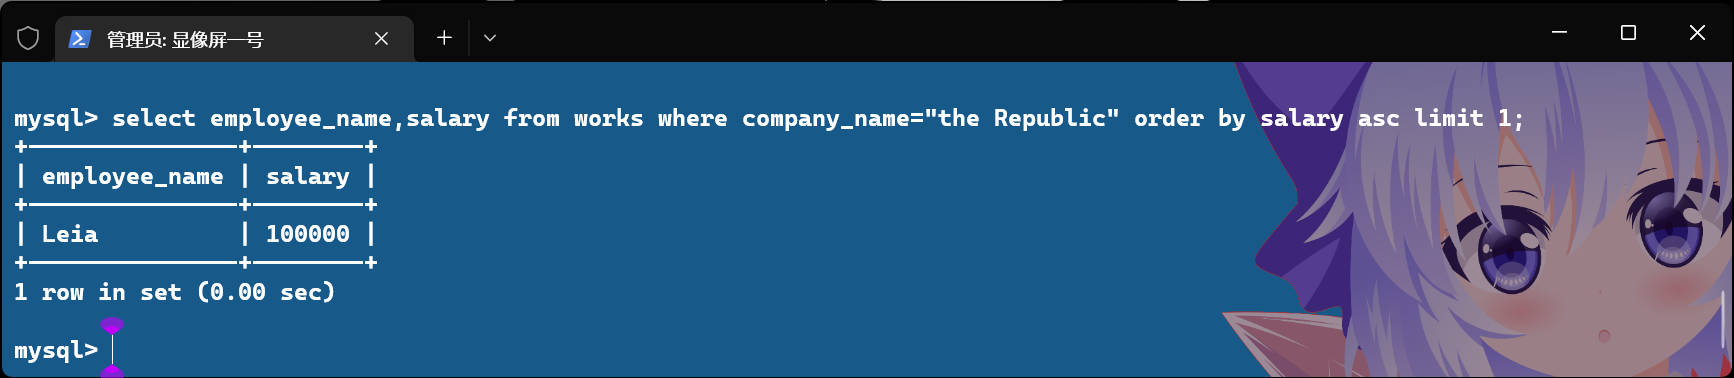 管理员: 显像屏一号
mysql> select employee_name,salary from works where company_name="the Republic" order by salary asc limit 1;
+---------------+--------+
| employee_name | salary |
+---------------+--------+
| Leia          | 100000 |
+---------------+--------+
1 row in set (0.00 sec)
mysql>